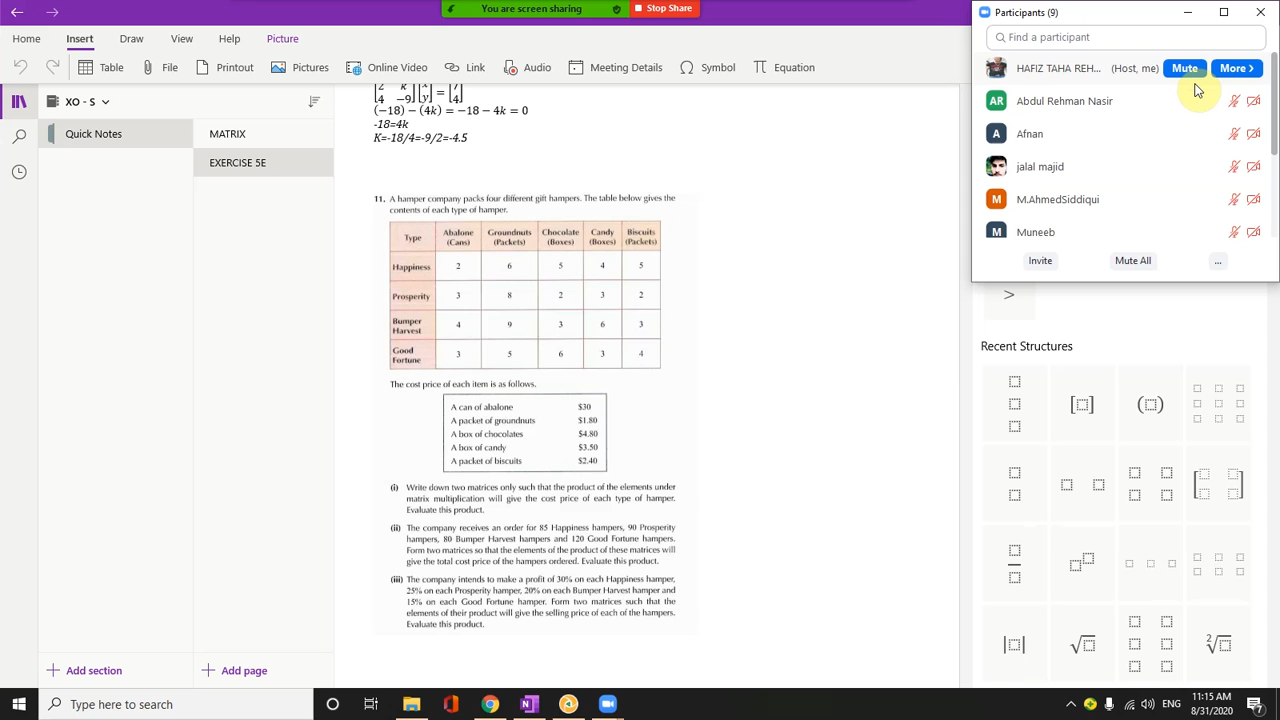 You are screen sharing
Stop Share
Participants (9)
Home
Insert
Draw
View
Help
Picture
Find a participant
Table
File
Printout
Pictures
Online Video
Link
Audio
Symbol
Equation
HAFIZ TAHA REH...
(Host, me)
Mute
More
XO - S
AR
Abdul Rehman Nasir
Quick Notes
MATRIX
EXERCISE 5E
A
Afnan
jalal majid
M
M.AhmedSiddiqui
M
Muneeb
Invite
Mute All
...
[2 k; 4 −9][x; y] = [7; 4]
(−18) − (4k) = −18 − 4k = 0
-18=4k
K=-18/4=-9/2=-4.5
11. A hamper company packs four different gift hampers. The table below gives the
contents of each type of hamper.
Type Abalone (Cans) Groundnuts (Packets) Chocolate (Boxes) Candy (Boxes) Biscuits (Packets)
Happiness 2 6 5 4 5
Prosperity 3 8 2 3 2
Bumper Harvest 4 9 3 6 3
Good Fortune 3 5 6 3 4
The cost price of each item is as follows.
A can of abalone $30
A packet of groundnuts $1.80
A box of chocolates $4.80
A box of candy $3.50
A packet of biscuits $2.40
(i) Write down two matrices only such that the product of the elements under
matrix multiplication will give the cost price of each type of hamper.
Evaluate this product.
(ii) The company receives an order for 85 Happiness hampers, 90 Prosperity
hampers, 80 Bumper Harvest hampers and 120 Good Fortune hampers.
Form two matrices so that the elements of the product of these matrices will
give the total cost price of the hampers ordered. Evaluate this product.
(iii) The company intends to make a profit of 30% on each Happiness hamper,
25% on each Prosperity hamper, 20% on each Bumper Harvest hamper and
15% on each Good Fortune hamper. Form two matrices such that the
elements of their product will give the selling price of each of the hampers.
Evaluate this product.
>
Recent Structures
Add section
Add page
Type here to search
ENG
11:15 AM
8/31/2020